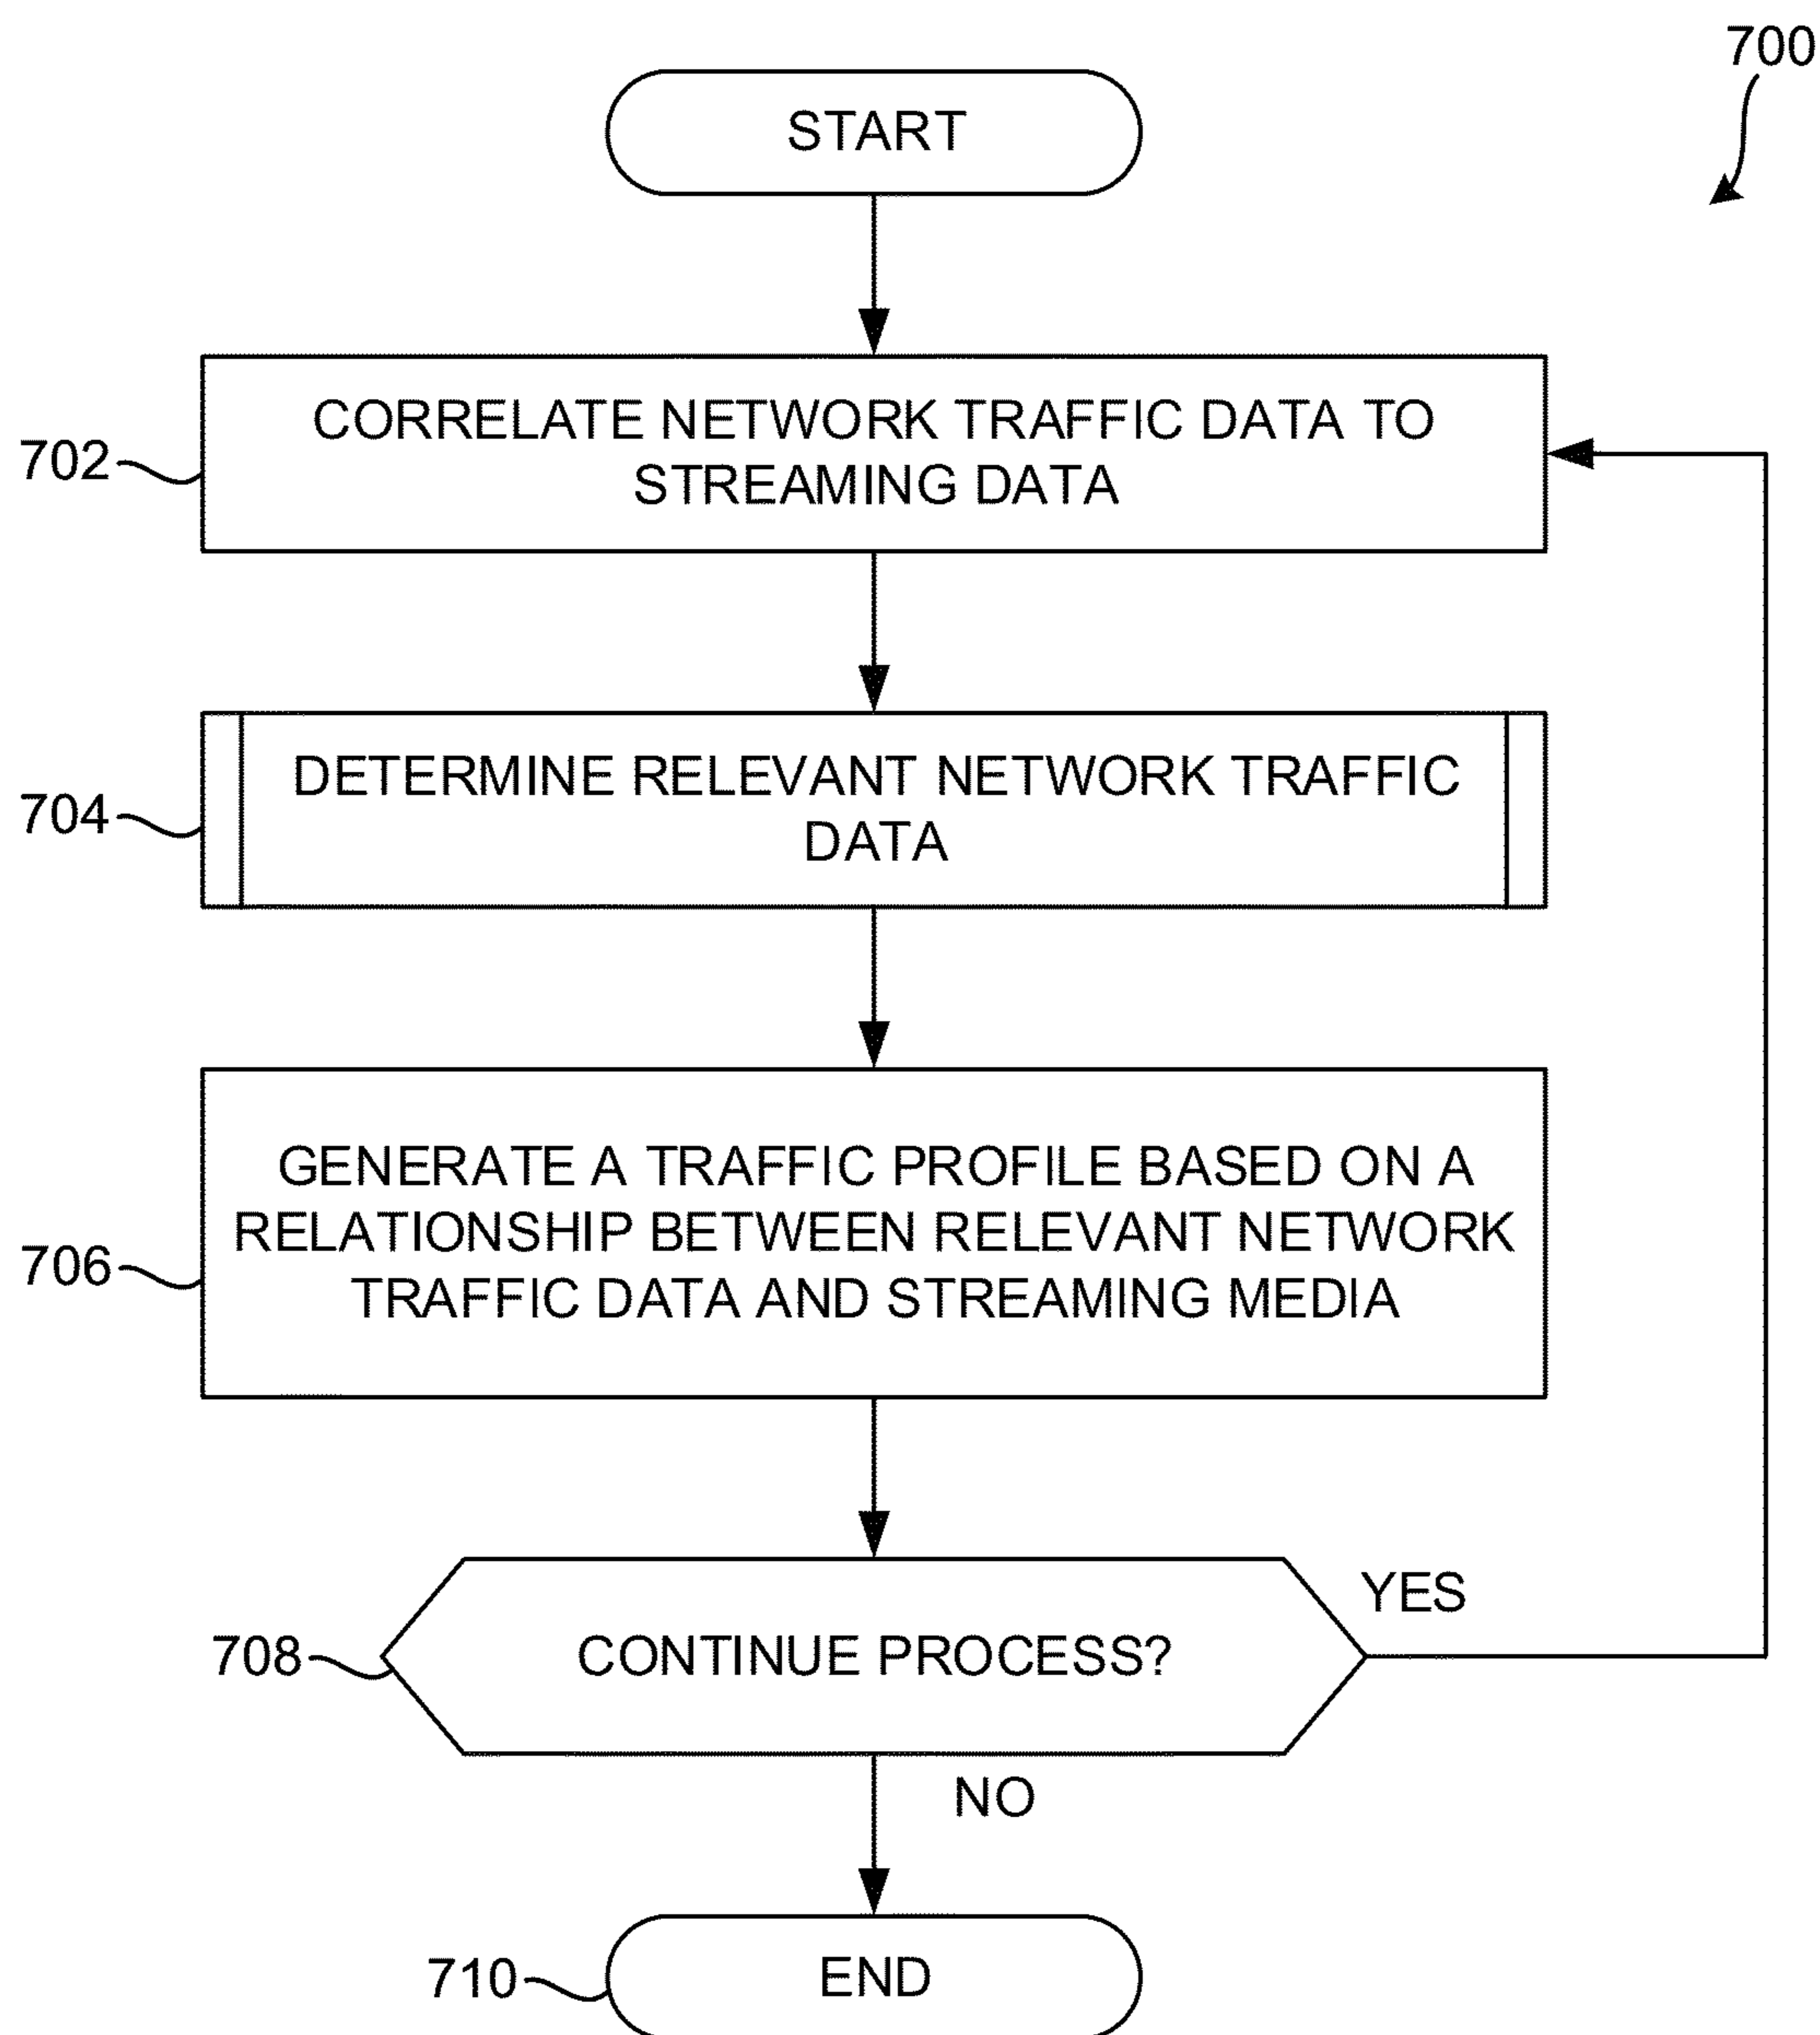 700
START
702
CORRELATE NETWORK TRAFFIC DATA TO
STREAMING DATA
704
DETERMINE RELEVANT NETWORK TRAFFIC
DATA
706
GENERATE A TRAFFIC PROFILE BASED ON A
RELATIONSHIP BETWEEN RELEVANT NETWORK
TRAFFIC DATA AND STREAMING MEDIA
708
CONTINUE PROCESS?
YES
NO
710
END